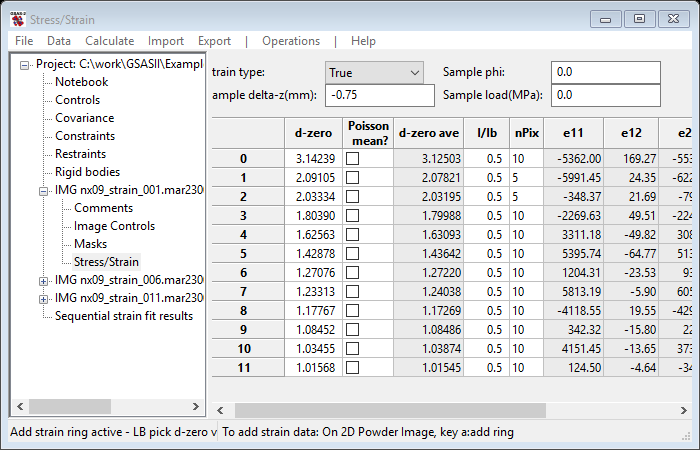 Stress/Strain
File Data Calculate Import Export | Operations | Help
Project: C:\work\GSASII\Exampl
Notebook
Controls
Covariance
Constraints
Restraints
Rigid bodies
IMG nx09_strain_001.mar230
Comments
Image Controls
Masks
Stress/Strain
IMG nx09_strain_006.mar230
IMG nx09_strain_011.mar230
Sequential strain fit results
train type: True Sample phi: 0.0
ample delta-z(mm): -0.75 Sample load(MPa): 0.0
d-zero Poisson mean? d-zero ave I/Ib nPix e11 e12 e2
0 3.14239 3.12503 0.5 10 -5362.00 169.27 -553
1 2.09105 2.07821 0.5 5 -5991.45 24.35 -622
2 2.03334 2.03195 0.5 5 -348.37 21.69 -79
3 1.80390 1.79988 0.5 10 -2269.63 49.51 -224
4 1.62563 1.63093 0.5 10 3311.18 -49.82 308
5 1.42878 1.43642 0.5 10 5395.74 -64.77 513
6 1.27076 1.27220 0.5 10 1204.31 -23.53 93
7 1.23313 1.24038 0.5 10 5813.19 -5.90 605
8 1.17769 1.17269 0.5 10 -4118.55 19.55 -429
9 1.08452 1.08486 0.5 10 342.32 -15.80 22
10 1.03455 1.03874 0.5 10 4151.45 -13.65 373
11 1.01568 1.01545 0.5 10 124.50 -4.64 -34
Add strain ring active - LB pick d-zero v To add strain data: On 2D Powder Image, key a:add ring